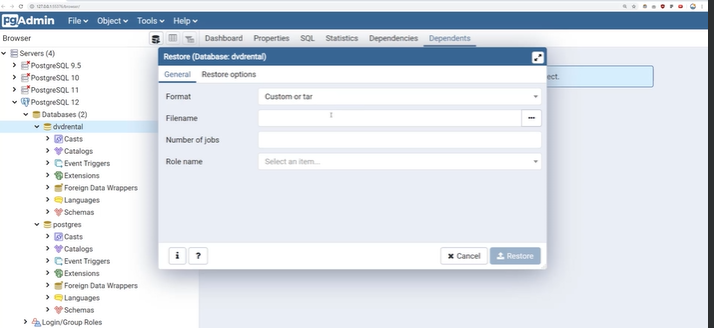 pgAdmin File Object Tools Help
Browser Dashboard Properties SQL Statistics Dependencies Dependents
Servers (4)
PostgreSQL 9.5
PostgreSQL 10
PostgreSQL 11
PostgreSQL 12
Databases (2)
dvdrental
Casts
Catalogs
Event Triggers
Extensions
Foreign Data Wrappers
Languages
Schemas
postgres
Casts
Catalogs
Event Triggers
Extensions
Foreign Data Wrappers
Languages
Schemas
Login/Group Roles
ect.
Restore (Database: dvdrental)
General Restore options
Format Custom or tar
Filename
Number of jobs
Role name Select an item...
i ? Cancel Restore